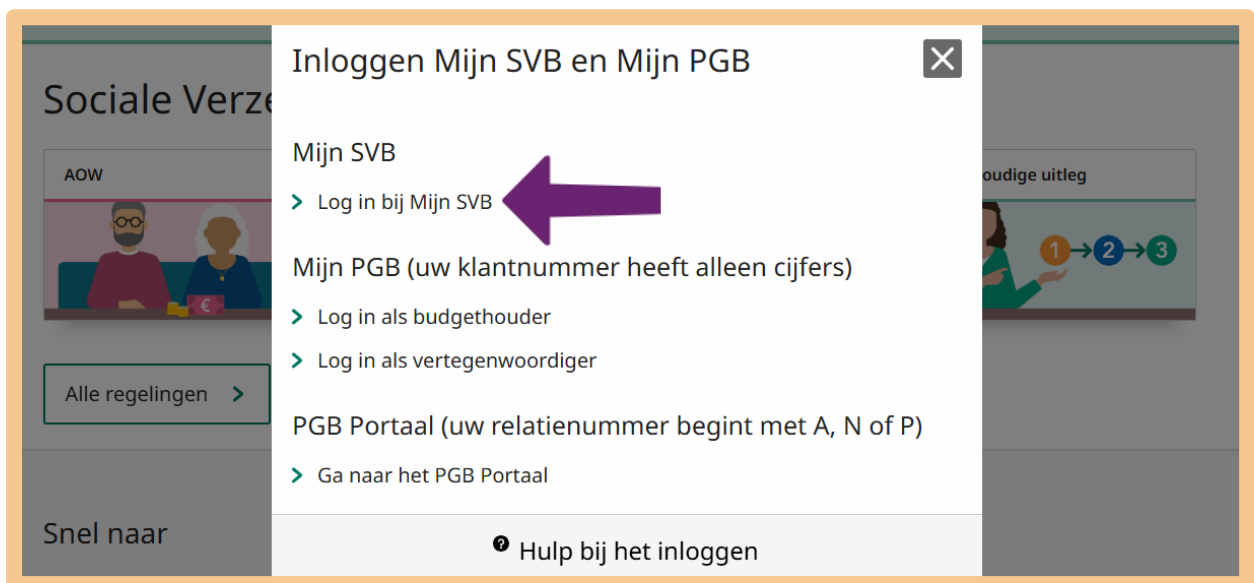 Inloggen Mijn SVB en Mijn PGB
Sociale Verze
Mijn SVB
AOW
oudige uitleg
Log in bij Mijn SVB
1 2 3
Mijn PGB (uw klantnummer heeft alleen cijfers)
€
Log in als budgethouder
Log in als vertegenwoordiger
Alle regelingen
PGB Portaal (uw relatienummer begint met A, N of P)
Ga naar het PGB Portaal
Snel naar
? Hulp bij het inloggen